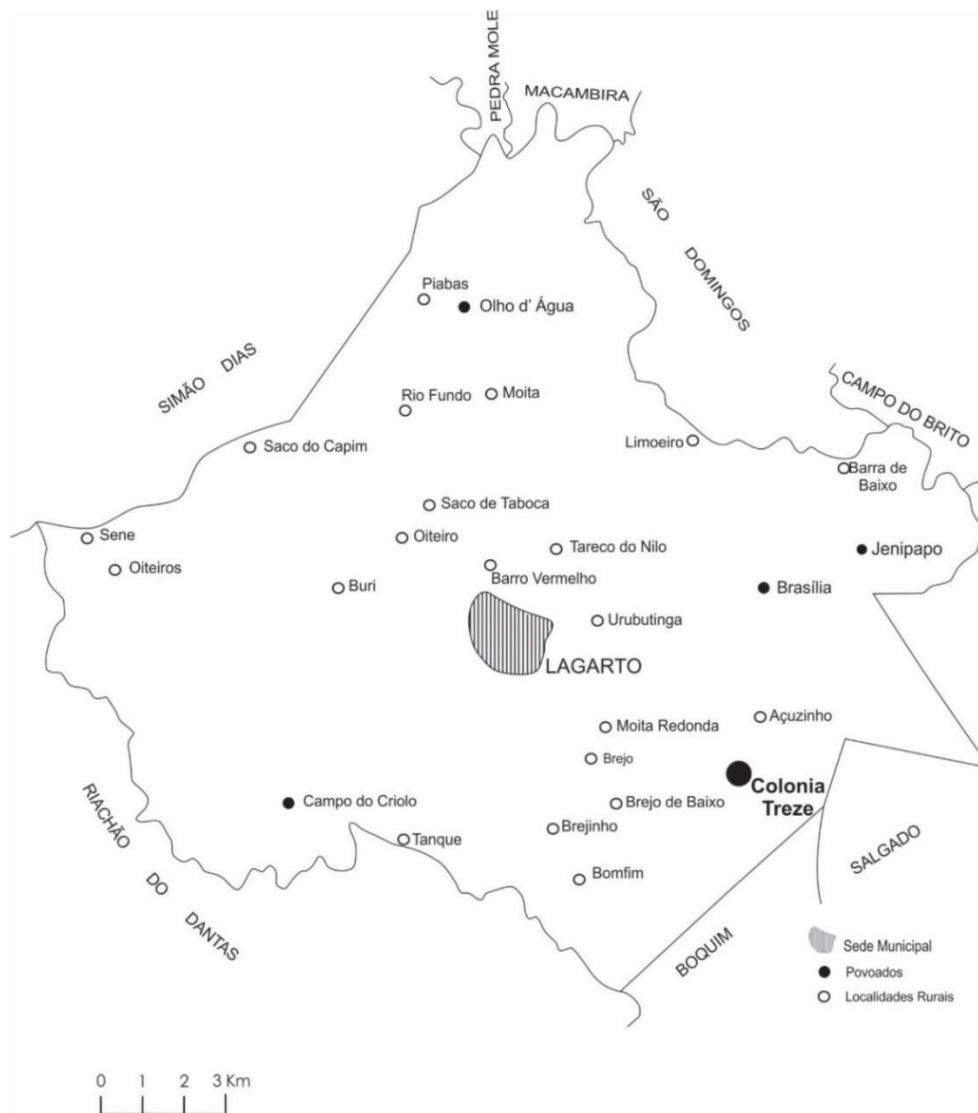 PEDRA MOLE
MACAMBIRA
SÃO DOMINGOS
Piabas
Olho d' Água
SIMÃO DIAS
CAMPO DO BRITO
Rio Fundo
Moita
Limoeiro
Saco do Capim
Barra de
Baixo
Saco de Taboca
Sene
Oiteiro
Tareco do Nilo
Jenipapo
Oiteiros
Buri
Barro Vermelho
Brasília
Urubutinga
LAGARTO
Moita Redonda
Açuzinho
Brejo
Colonia
Treze
RIACHÃO DO DANTAS
Campo do Criolo
Brejo de Baixo
Tanque
Brejinho
SALGADO
Bomfim
BOQUIM
Sede Municipal
Povoados
Localidades Rurais
0 1 2 3 Km